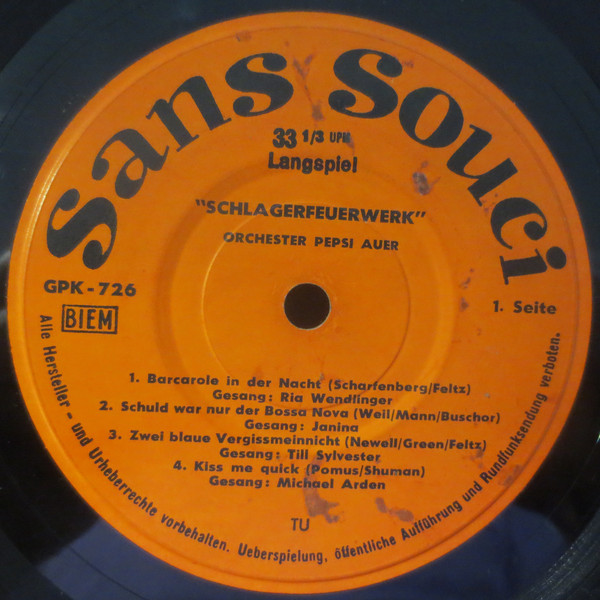 Sans Souci
33 1/3 UPM
Langspiel
"SCHLAGERFEUERWERK"
ORCHESTER PEPSI AUER
GPK - 726
BIEM
1. Seite
1. Barcarole in der Nacht (Scharfenberg/Feltz)
Gesang: Ria Wendlinger
2. Schuld war nur der Bossa Nova (Weil/Mann/Buschor)
Gesang: Janina
3. Zwei blaue Vergissmeinnicht (Newell/Green/Feltz)
Gesang: Till Sylvester
4. Kiss me quick (Pomus/Shuman)
Gesang: Michael Arden
TU
Alle Hersteller- und Urheberrechte vorbehalten. Ueberspielung, öffentliche Aufführung und Rundfunksendung verboten.